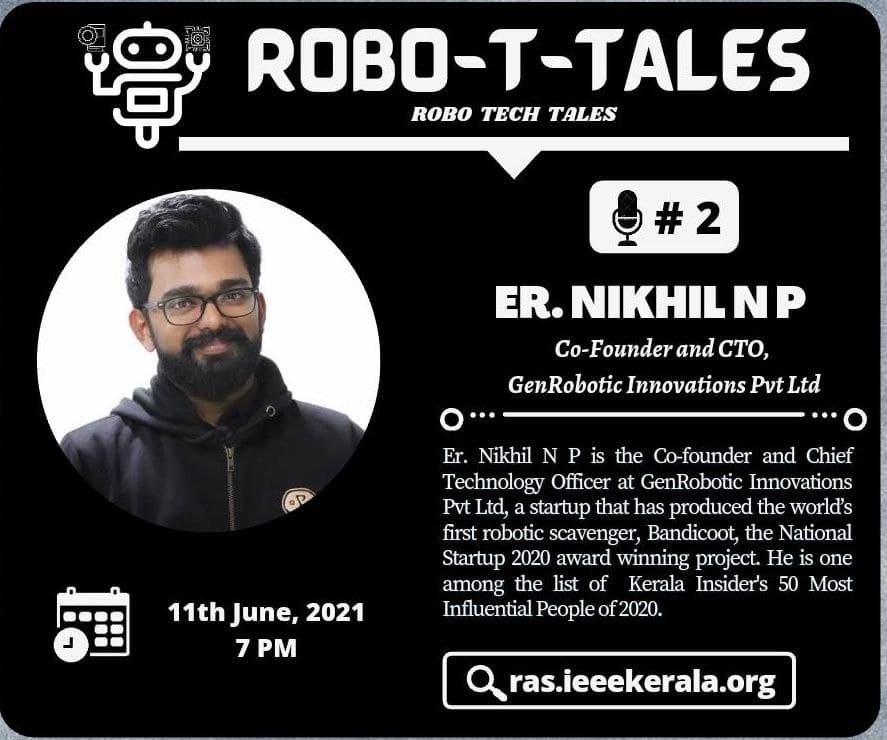 ROBO-T-TALES
ROBO TECH TALES
# 2
ER. NIKHIL N P
Co-Founder and CTO,
GenRobotic Innovations Pvt Ltd
Er. Nikhil N P is the Co-founder and Chief
Technology Officer at GenRobotic Innovations
Pvt Ltd, a startup that has produced the world's
first robotic scavenger, Bandicoot, the National
Startup 2020 award winning project. He is one
among the list of Kerala Insider's 50 Most
Influential People of 2020.
11th June, 2021
7 PM
ras.ieeekerala.org